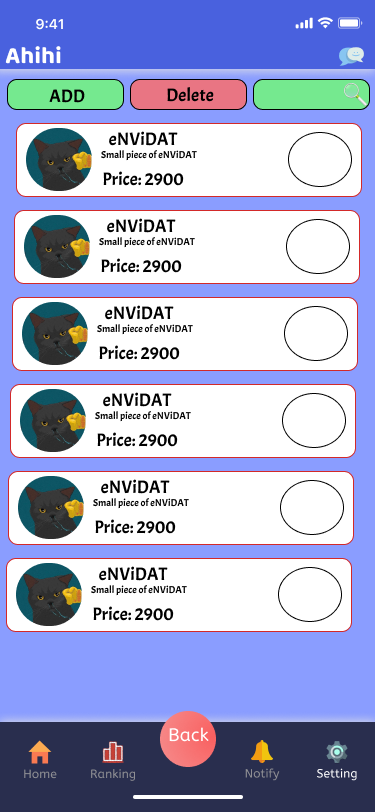 9:41
Ahihi
ADD Delete
eNViDAT
Small piece of eNViDAT
Price: 2900
eNViDAT
Small piece of eNViDAT
Price: 2900
eNViDAT
Small piece of eNViDAT
Price: 2900
eNViDAT
Small piece of eNViDAT
Price: 2900
eNViDAT
Small piece of eNViDAT
Price: 2900
eNViDAT
Small piece of eNViDAT
Price: 2900
Back
Home Ranking Notify Setting